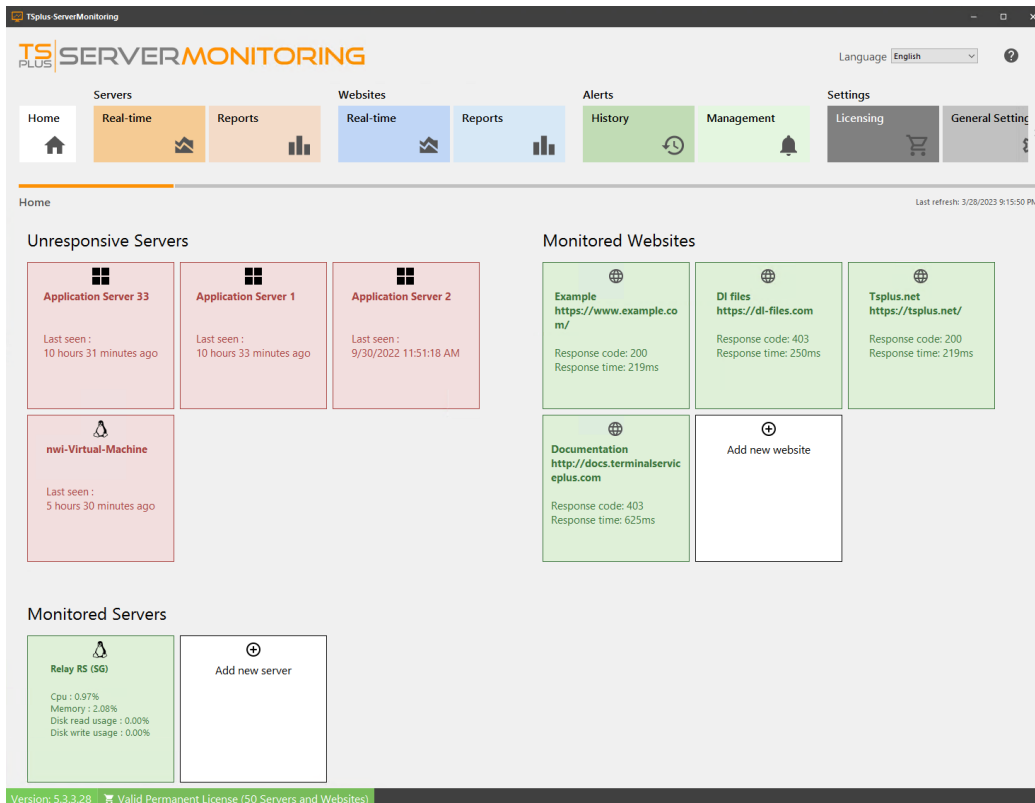 TSplus-ServerMonitoring
TS PLUS SERVERMONITORING
Language English
Servers
Websites
Alerts
Settings
Home
Real-time
Reports
Real-time
Reports
History
Management
Licensing
General Setting
Home
Last refresh: 3/28/2023 9:15:50 PM
Unresponsive Servers
Application Server 33
Last seen :
10 hours 31 minutes ago
Application Server 1
Last seen :
10 hours 33 minutes ago
Application Server 2
Last seen :
9/30/2022 11:51:18 AM
nwi-Virtual-Machine
Last seen :
5 hours 30 minutes ago
Monitored Websites
Example
https://www.example.co
m/
Response code: 200
Response time: 219ms
Dl files
https://dl-files.com
Response code: 403
Response time: 250ms
Tsplus.net
https://tsplus.net/
Response code: 200
Response time: 219ms
Documentation
http://docs.terminalservic
eplus.com
Response code: 403
Response time: 625ms
Add new website
Monitored Servers
Relay RS (SG)
Cpu : 0.97%
Memory : 2.08%
Disk read usage : 0.00%
Disk write usage : 0.00%
Add new server
Version: 5.3.3.28
Valid Permanent License (50 Servers and Websites)